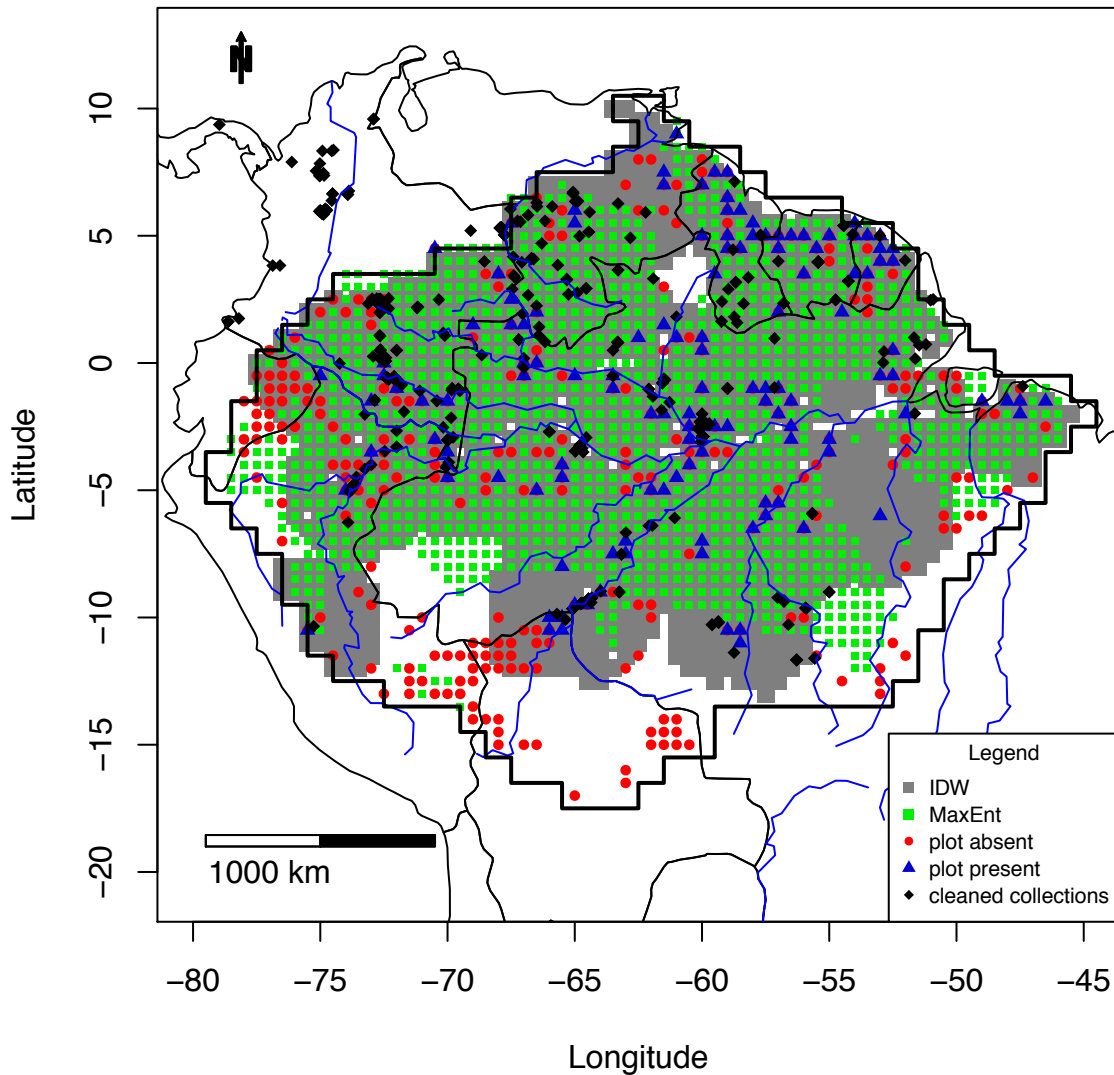 N
Latitude
10
5
0
−5
−10
−15
−20
1000 km
Legend
IDW
MaxEnt
plot absent
plot present
cleaned collections
−80 −75 −70 −65 −60 −55 −50 −45
Longitude